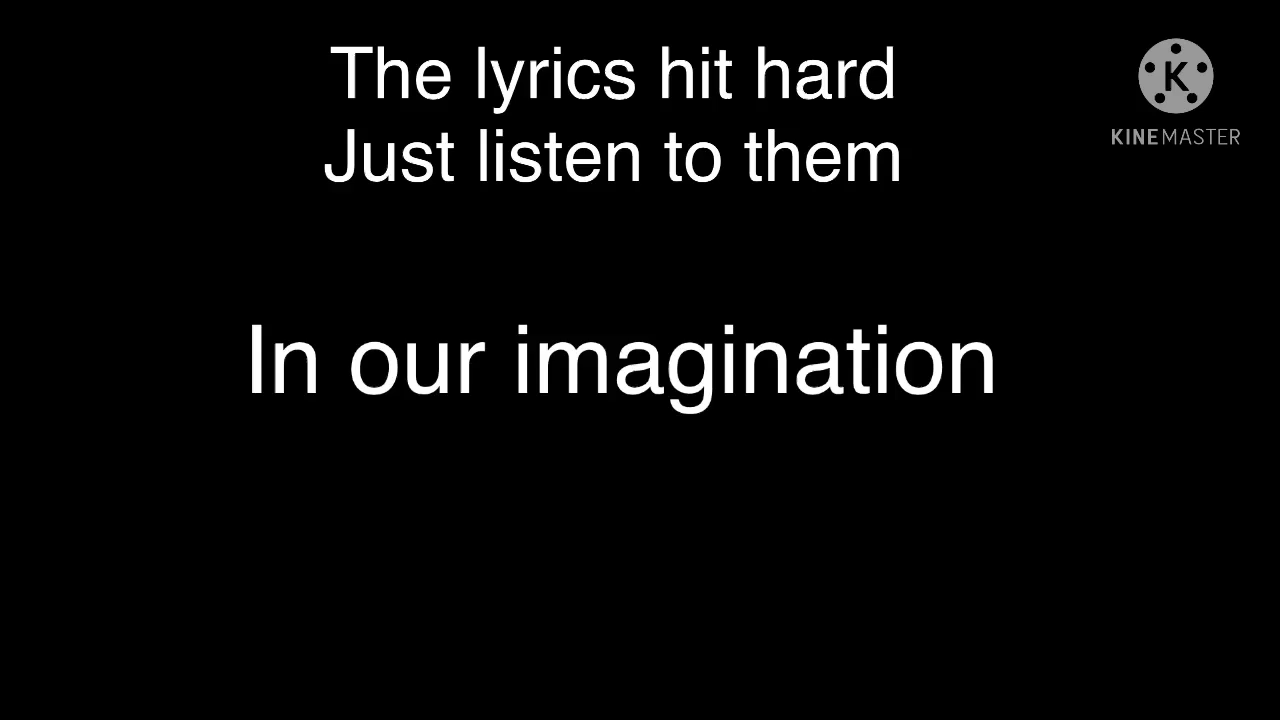 The lyrics hit hard
Just listen to them
In our imagination
K
KINEMASTER